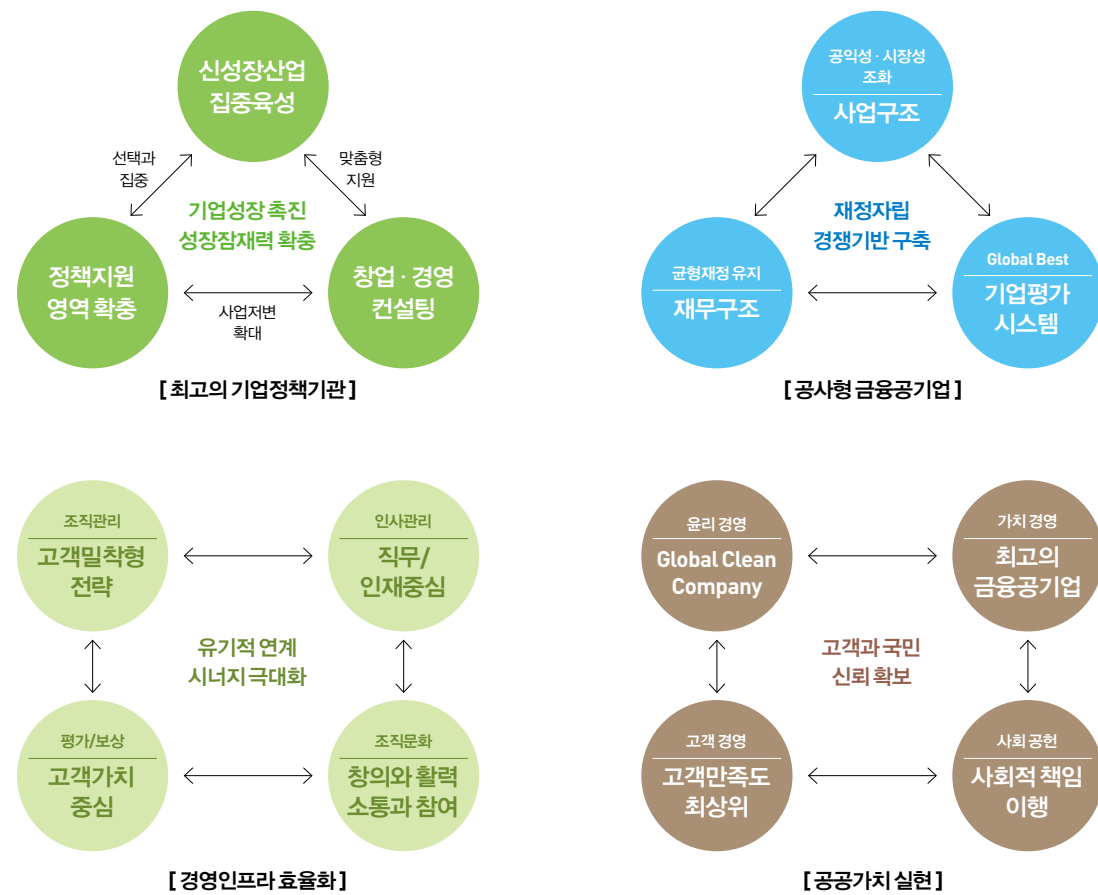 신성장산업
집중육성
선택과
집중
맞춤형
지원
기업성장 촉진
성장잠재력 확충
정책지원
영역 확충
사업저변
확대
창업 · 경영
컨설팅
[ 최고의 기업정책기관 ]
공익성 · 시장성
조화
사업구조
재정자립
경쟁기반 구축
균형재정 유지
재무구조
Global Best
기업평가
시스템
[ 공사형 금융공기업 ]
조직관리
고객밀착형
전략
인사관리
직무/
인재중심
유기적 연계
시너지 극대화
평가/보상
고객가치
중심
조직문화
창의와 활력
소통과 참여
[ 경영인프라 효율화 ]
윤리 경영
Global Clean
Company
가치 경영
최고의
금융공기업
고객과 국민
신뢰 확보
고객 경영
고객만족도
최상위
사회 공헌
사회적 책임
이행
[ 공공가치 실현 ]